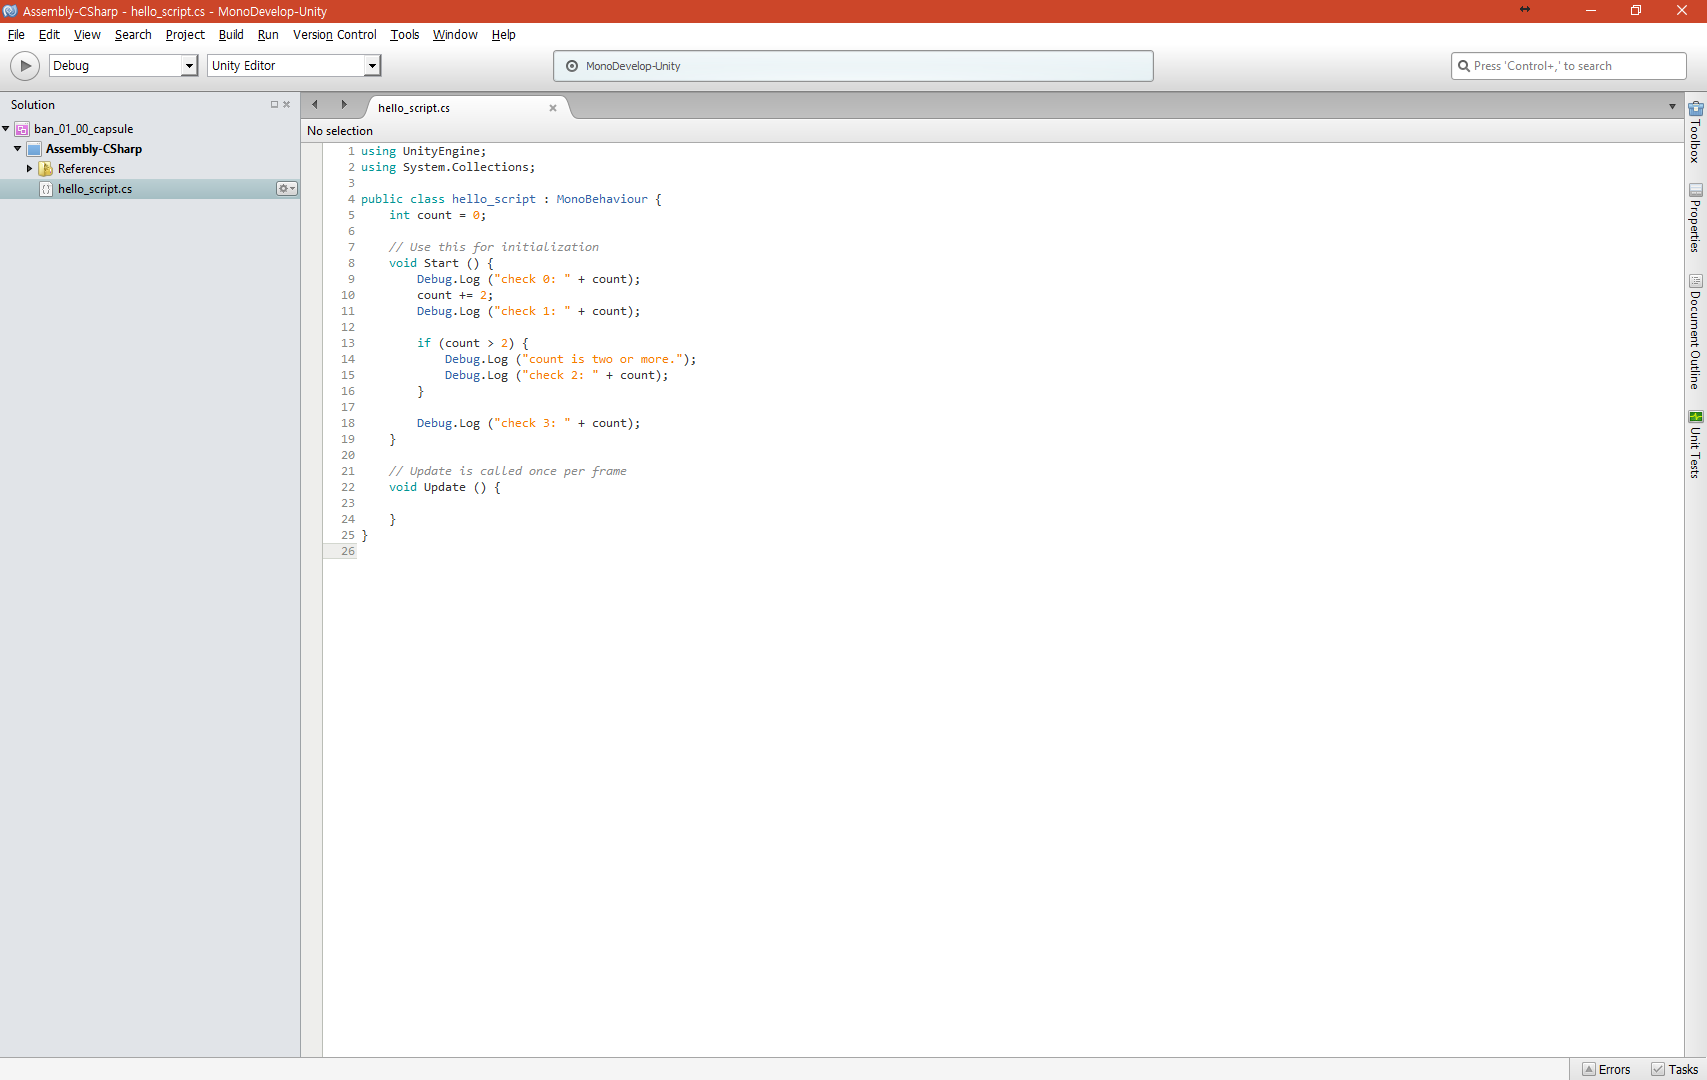 Assembly-CSharp - hello_script.cs - MonoDevelop-Unity
File Edit View Search Project Build Run Version Control Tools Window Help
Debug Unity Editor MonoDevelop-Unity Press 'Control+,' to search
Solution
ban_01_00_capsule
Assembly-CSharp
References
hello_script.cs
hello_script.cs
No selection
1 using UnityEngine;
2 using System.Collections;
3
4 public class hello_script : MonoBehaviour {
5 int count = 0;
6
7 // Use this for initialization
8 void Start () {
9 Debug.Log ("check 0: " + count);
10 count += 2;
11 Debug.Log ("check 1: " + count);
12
13 if (count > 2) {
14 Debug.Log ("count is two or more.");
15 Debug.Log ("check 2: " + count);
16 }
17
18 Debug.Log ("check 3: " + count);
19 }
20
21 // Update is called once per frame
22 void Update () {
23
24 }
25 }
26
Toolbox
Properties
Document Outline
Unit Tests
Errors Tasks